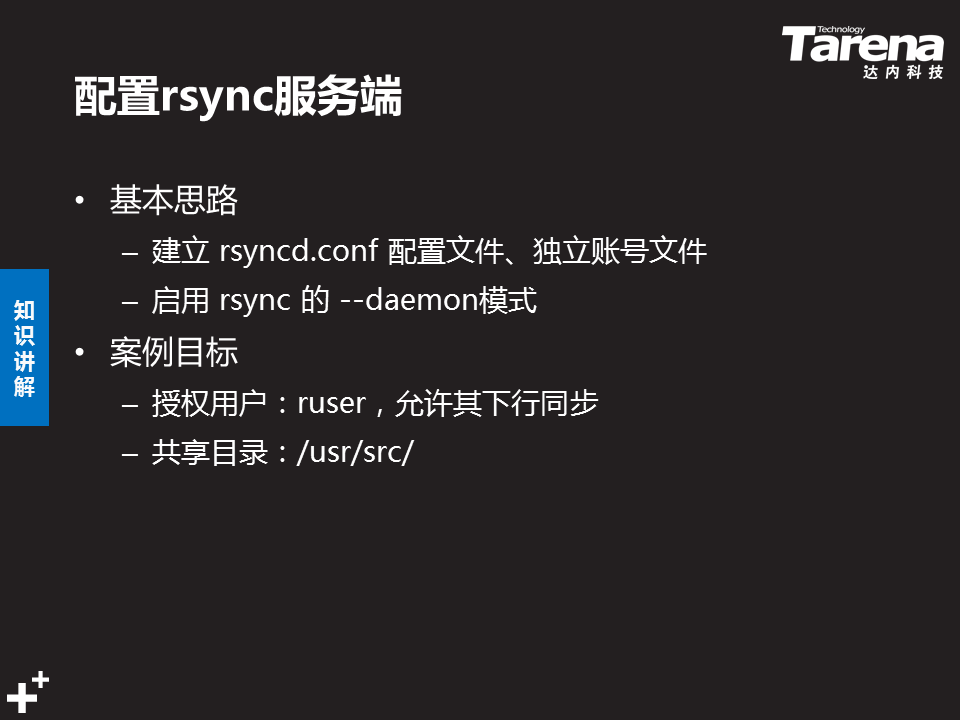 Technology
Tarena
达内科技
配置rsync服务端
• 基本思路
– 建立 rsyncd.conf 配置文件、独立账号文件
– 启用 rsync 的 --daemon模式
• 案例目标
– 授权用户：ruser，允许其下行同步
– 共享目录：/usr/src/
知识讲解